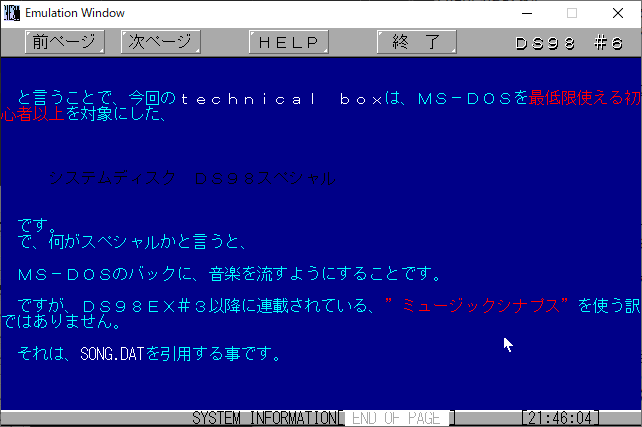 Emulation Window
前ページ 次ページ ＨＥＬＰ 終　了 ＤＳ９８　＃６
と言うことで、今回のｔｅｃｈｎｉｃａｌ　ｂｏｘは、ＭＳ－ＤＯＳを最低限使える初
心者以上を対象にした、
システムディスク　ＤＳ９８スペシャル
です。
で、何がスペシャルかと言うと、
ＭＳ－ＤＯＳのバックに、音楽を流すようにすることです。
ですが、ＤＳ９８ＥＸ＃３以降に連載されている、”ミュージックシナプス”を使う訳
ではありません。
それは、SONG.DATを引用する事です。
SYSTEM INFORMATION[ END OF PAGE ] [21:46:04]